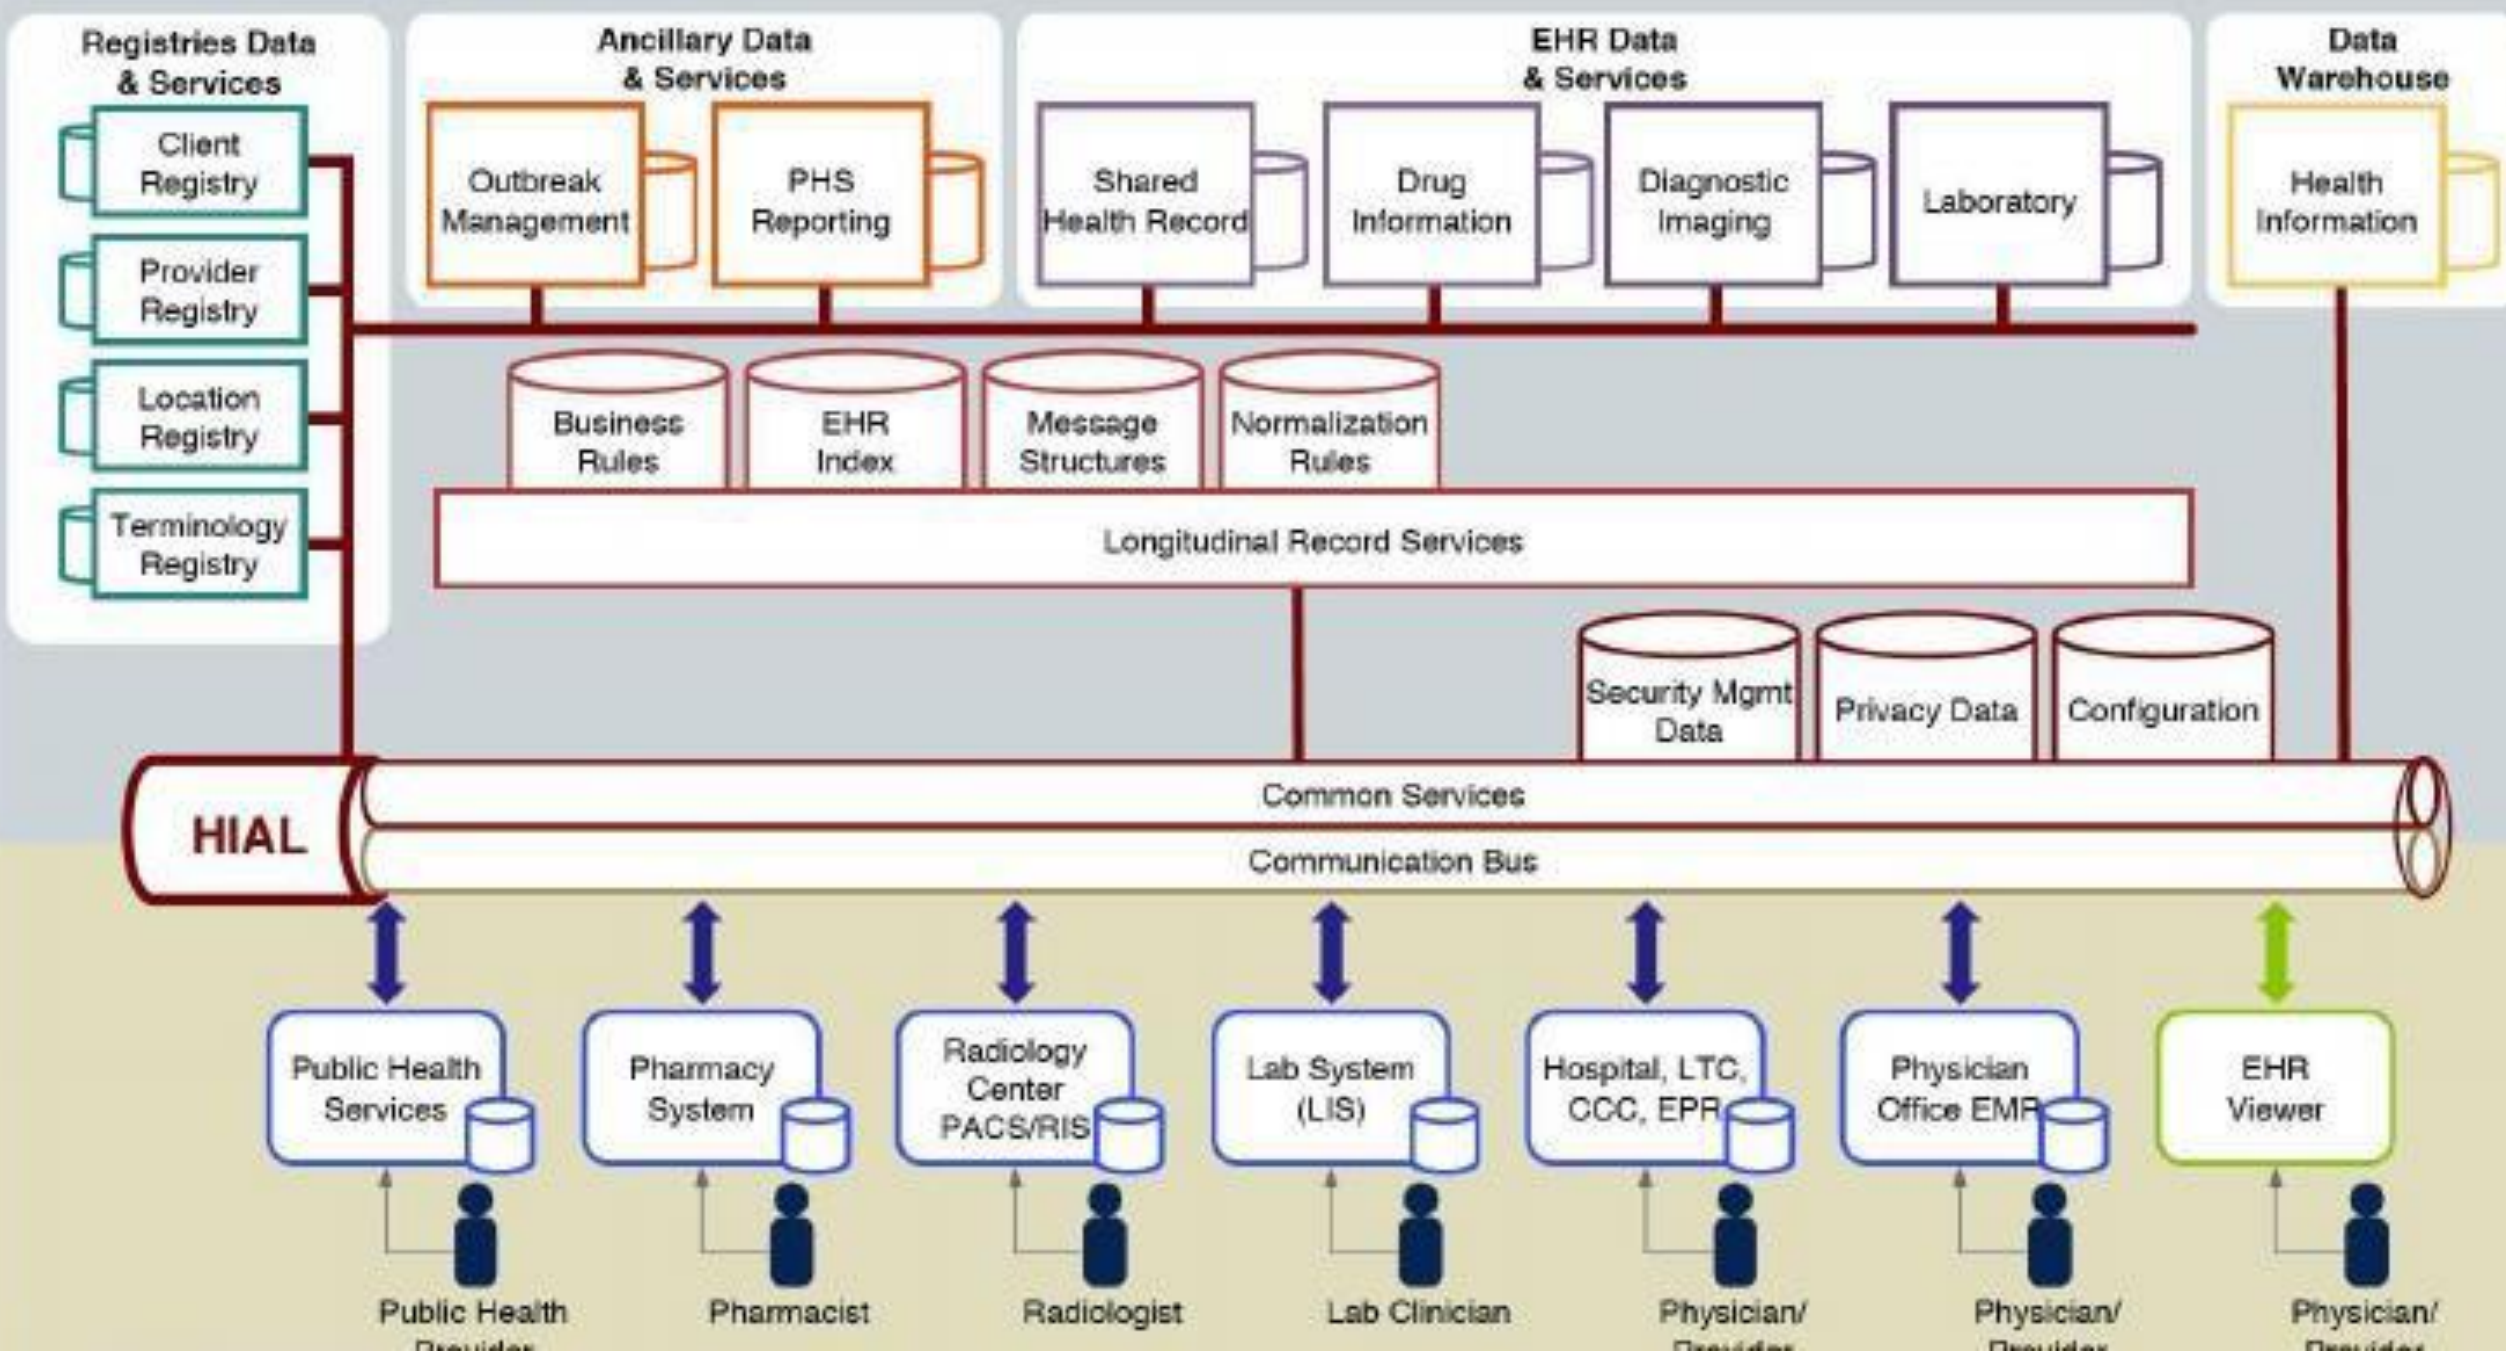 Registries Data
& Services
Client
Registry
Provider
Registry
Location
Registry
Terminology
Registry
Ancillary Data
& Services
Outbreak
Management
PHS
Reporting
EHR Data
& Services
Shared
Health Record
Drug
Information
Diagnostic
Imaging
Laboratory
Data
Warehouse
Health
Information
Business
Rules
EHR
Index
Message
Structures
Normalization
Rules
Longitudinal Record Services
Security Mgmt
Data
Privacy Data
Configuration
HIAL
Common Services
Communication Bus
Public Health
Services
Pharmacy
System
Radiology
Center
PACS/RIS
Lab System
(LIS)
Hospital, LTC,
CCC, EPR
Physician
Office EMR
EHR
Viewer
Public Health
Provider
Pharmacist
Radiologist
Lab Clinician
Physician/
Provider
Physician/
Provider
Physician/
Provider